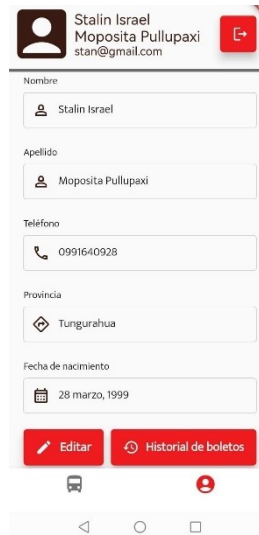 Stalin Israel
Moposita Pullupaxi
stan@gmail.com
Nombre
Stalin Israel
Apellido
Moposita Pullupaxi
Teléfono
0991640928
Provincia
Tungurahua
Fecha de nacimiento
28 marzo, 1999
Editar
Historial de boletos